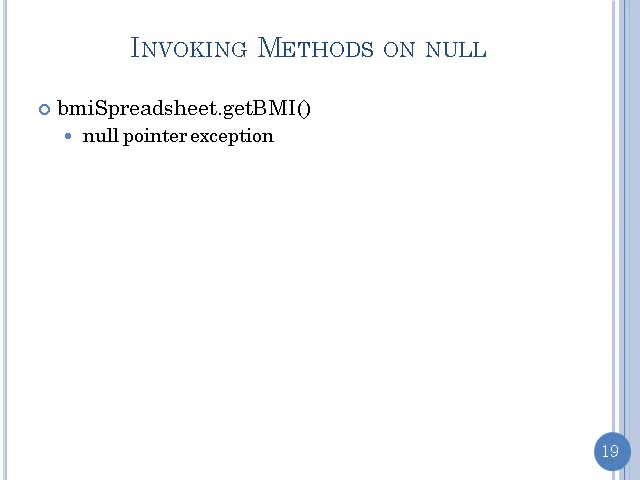 INVOKING METHODS ON NULL
bmiSpreadsheet.getBMI()
null pointer exception
19